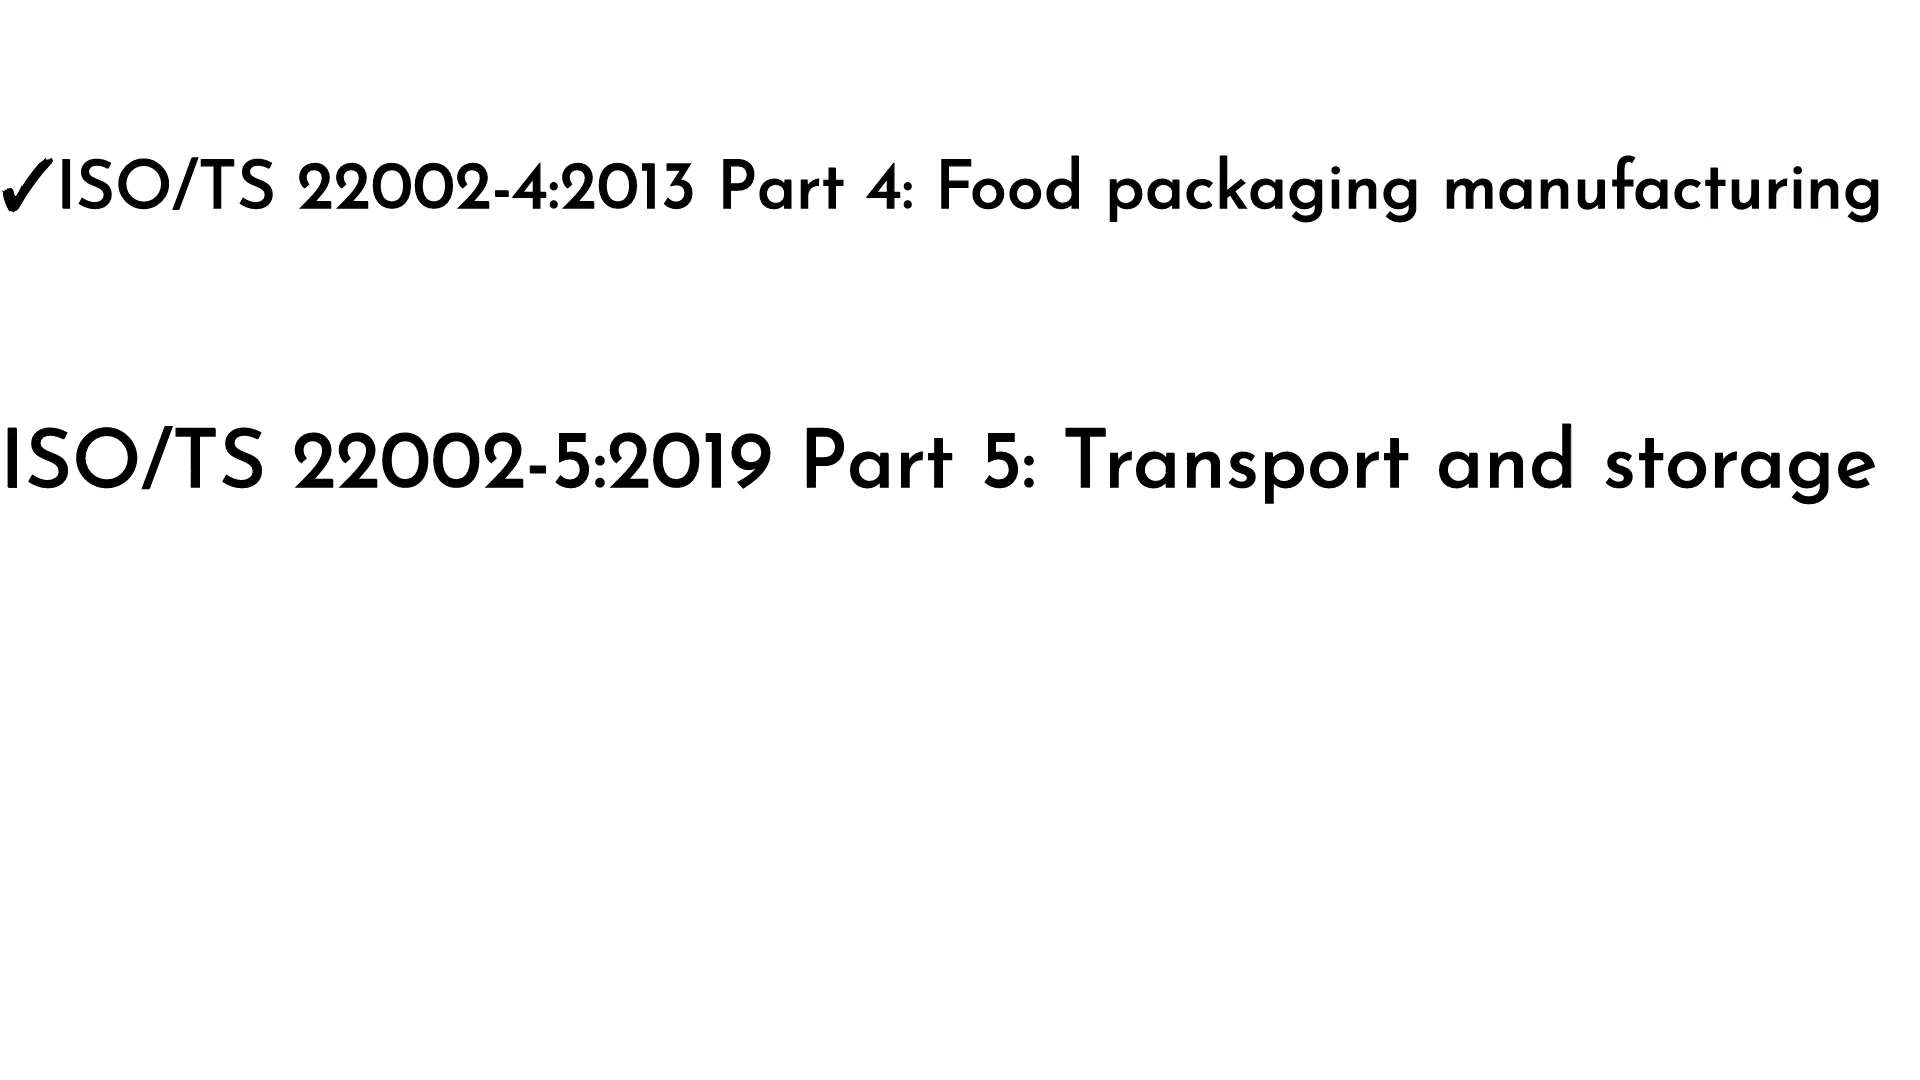 ✓ISO/TS 22002-4:2013 Part 4: Food packaging manufacturing
ISO/TS 22002-5:2019 Part 5: Transport and storage